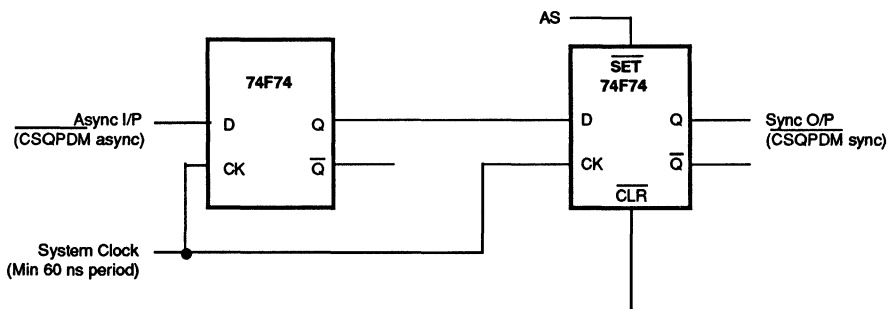 AS
74F74
SET
74F74
Async I/P
(CSQPDM async)
D
Q
D
Q
Sync O/P
(CSQPDM sync)
CK
Q
CK
Q
CLR
System Clock
(Min 60 ns period)